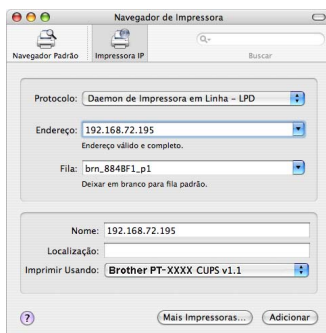 Navegador de Impressora
Navegador Padrão
Impressora IP
Q-
Buscar
Protocolo: Daemon de Impressora em Linha - LPD
Endereço: 192.168.72.195
Endereço válido e completo.
Fila: brn_884BF1_p1
Deixar em branco para fila padrão.
Nome: 192.168.72.195
Localização:
Imprimir Usando: Brother PT-XXXX CUPS v1.1
?
Mais Impressoras...
Adicionar